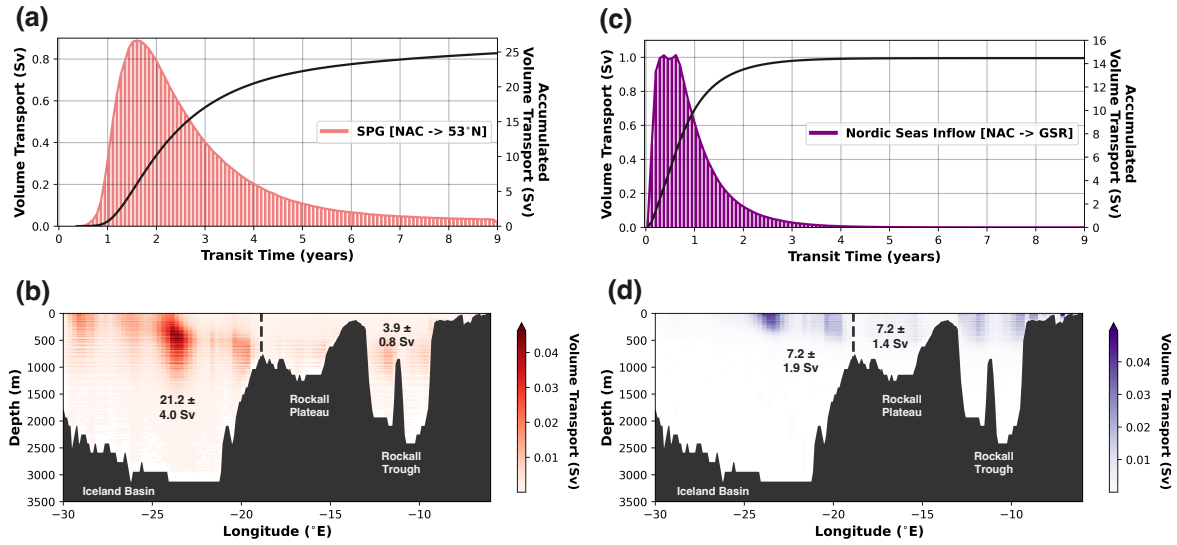 (a)
Volume Transport (Sv)
0.8
0.6
0.4
0.2
0.0
SPG [NAC -> 53°N]
25
20
15
10
5
0
Accumulated
Volume Transport (Sv)
0 1 2 3 4 5 6 7 8 9
Transit Time (years)
(c)
Volume Transport (Sv)
1.0
0.8
0.6
0.4
0.2
0.0
Nordic Seas Inflow [NAC -> GSR]
16
14
12
10
8
6
4
2
0
Accumulated
Volume Transport (Sv)
0 1 2 3 4 5 6 7 8 9
Transit Time (years)
(b)
Depth (m)
0
500
1000
1500
2000
2500
3000
3500
3.9 ±
0.8 Sv
21.2 ±
4.0 Sv
Rockall
Plateau
Rockall
Trough
Iceland Basin
−30 −25 −20 −15 −10
Longitude (°E)
0.04
0.03
0.02
0.01
Volume Transport (Sv)
(d)
Depth (m)
0
500
1000
1500
2000
2500
3000
3500
7.2 ±
1.4 Sv
7.2 ±
1.9 Sv
Rockall
Plateau
Rockall
Trough
Iceland Basin
−30 −25 −20 −15 −10
Longitude (°E)
0.04
0.03
0.02
0.01
Volume Transport (Sv)